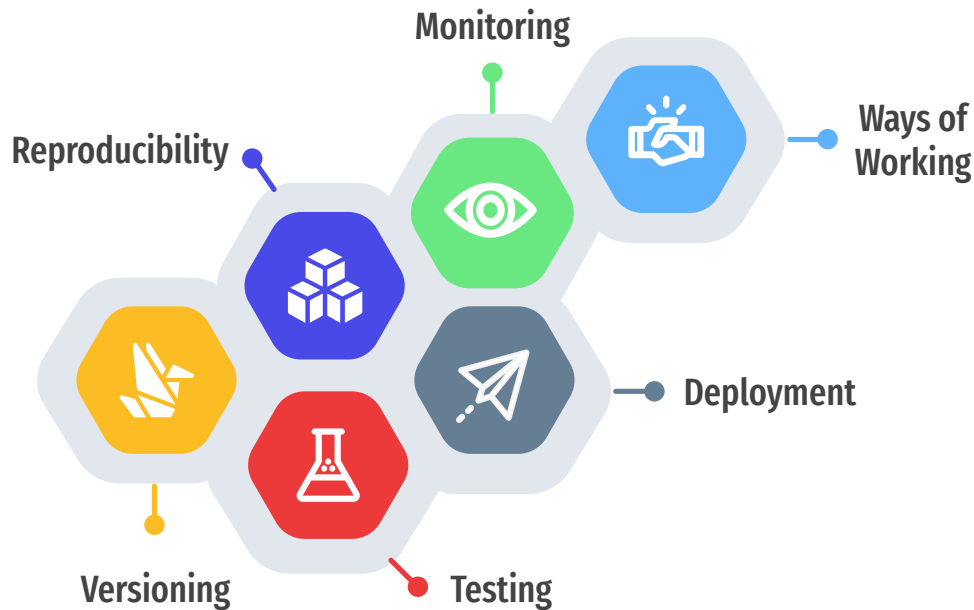 Monitoring
Ways of
Working
Reproducibility
Deployment
Versioning
Testing